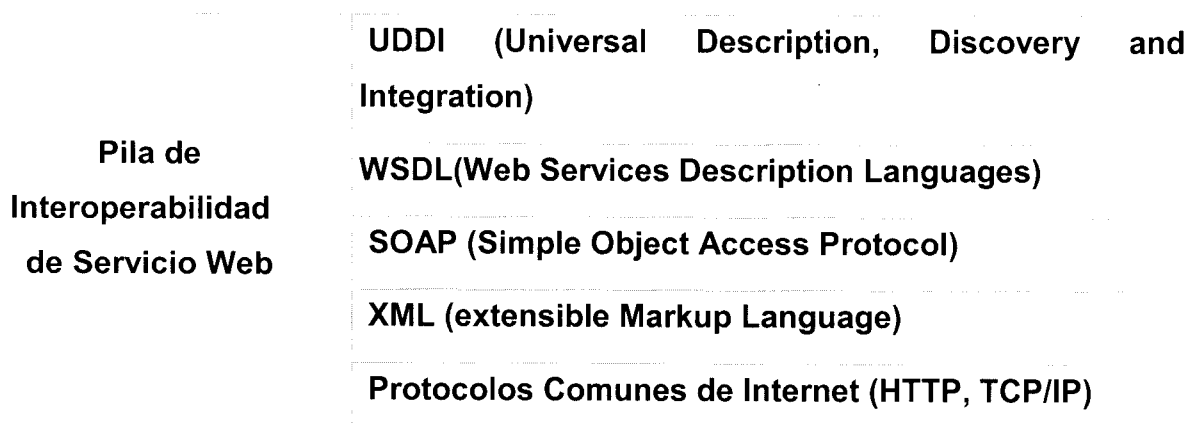 Pila de
Interoperabilidad
de Servicio Web
UDDI (Universal Description, Discovery and
Integration)
WSDL(Web Services Description Languages)
SOAP (Simple Object Access Protocol)
XML (extensible Markup Language)
Protocolos Comunes de Internet (HTTP, TCP/IP)